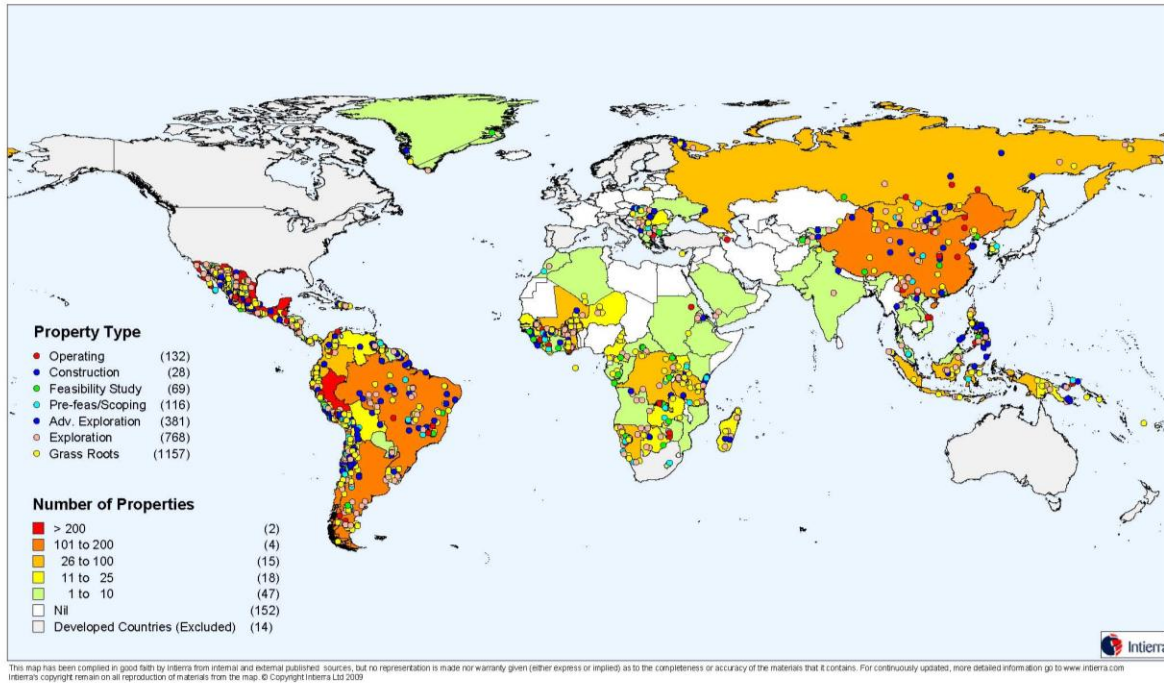 Property Type
Operating (132)
Construction (28)
Feasibility Study (69)
Pre-feas/Scoping (116)
Adv. Exploration (381)
Exploration (768)
Grass Roots (1157)
Number of Properties
> 200 (2)
101 to 200 (4)
26 to 100 (15)
11 to 25 (18)
1 to 10 (47)
Nil (152)
Developed Countries (Excluded) (14)
Intierra
This map has been compiled in good faith by Intierra from internal and external published sources, but no representation is made nor warranty given (either express or implied) as to the completeness or accuracy of the materials that it contains. For continuously updated, more detailed information go to www.intierra.com
Intierra's copyright remain on all reproduction of materials from the map. © Copyright Intierra Ltd 2009